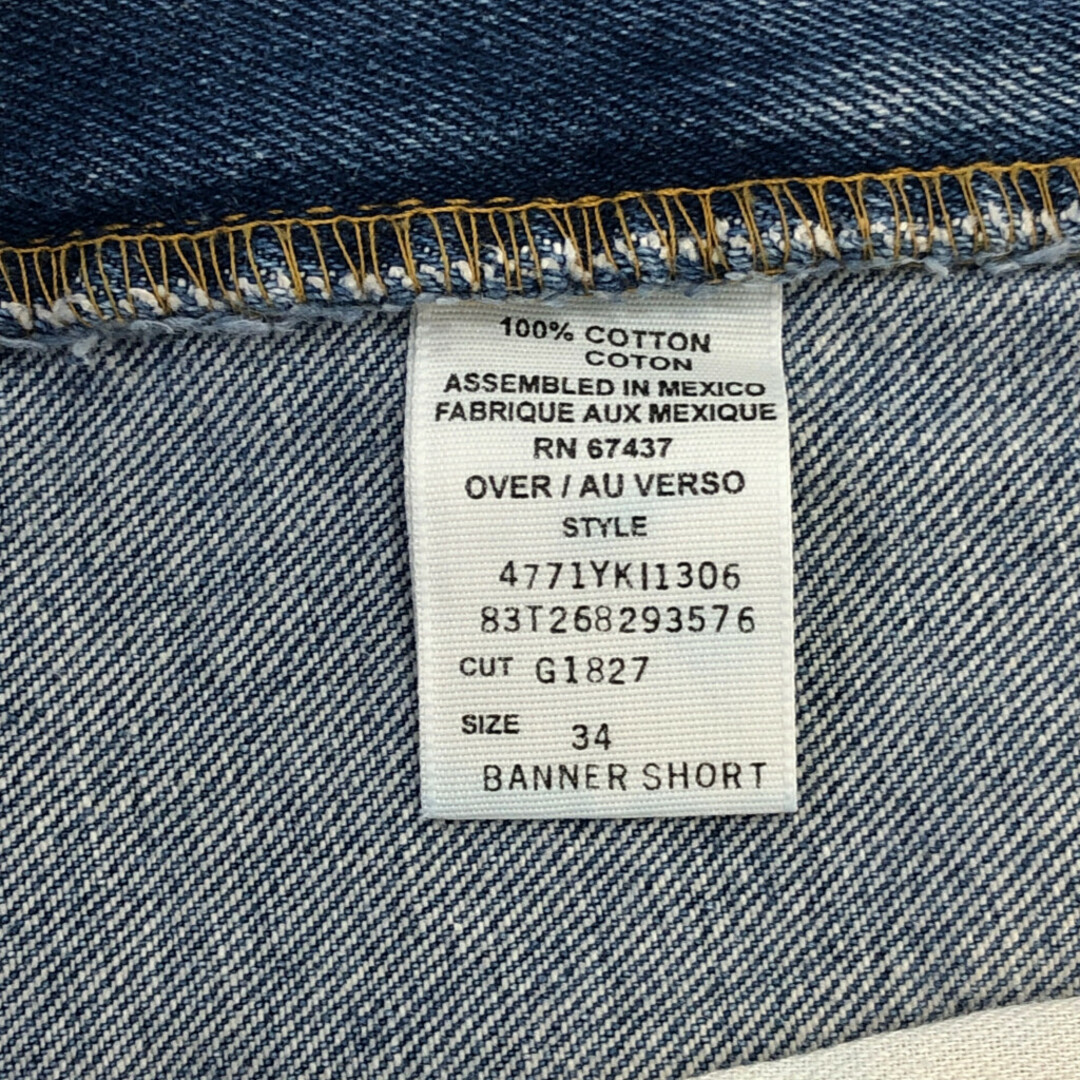 100% COTTON
COTON
ASSEMBLED IN MEXICO
FABRIQUE AUX MEXIQUE
RN 67437
OVER / AU VERSO
STYLE
4771YKI1306
83T268293576
CUT G1827
SIZE 34
BANNER SHORT